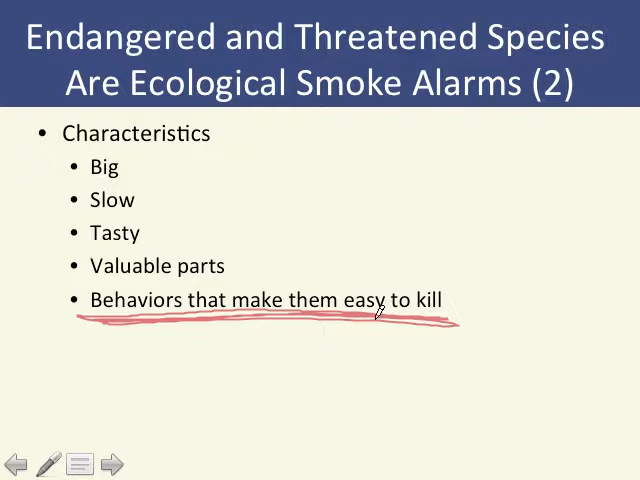 Endangered and Threatened Species
Are Ecological Smoke Alarms (2)
• Characteristics
• Big
• Slow
• Tasty
• Valuable parts
• Behaviors that make them easy to kill